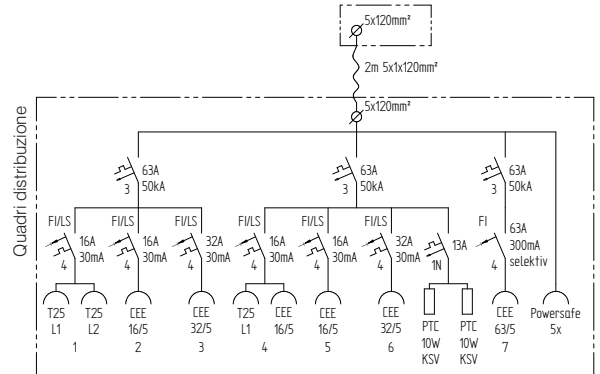 5x120mm²
2m 5x1x120mm²
5x120mm²
Quadri distribuzione
63A
50kA
3
63A
50kA
3
63A
50kA
3
FI/LS
16A
30mA
4
FI/LS
16A
30mA
4
FI/LS
32A
30mA
4
FI/LS
16A
30mA
4
FI/LS
16A
30mA
4
FI/LS
32A
30mA
4
13A
1N
FI
63A
300mA
selektiv
4
T25
L1
T25
L2
1
CEE
16/5
2
CEE
32/5
3
T25
L1
CEE
16/5
4
CEE
16/5
5
CEE
32/5
6
PTC
10W
KSV
PTC
10W
KSV
CEE
63/5
7
Powersafe
5x